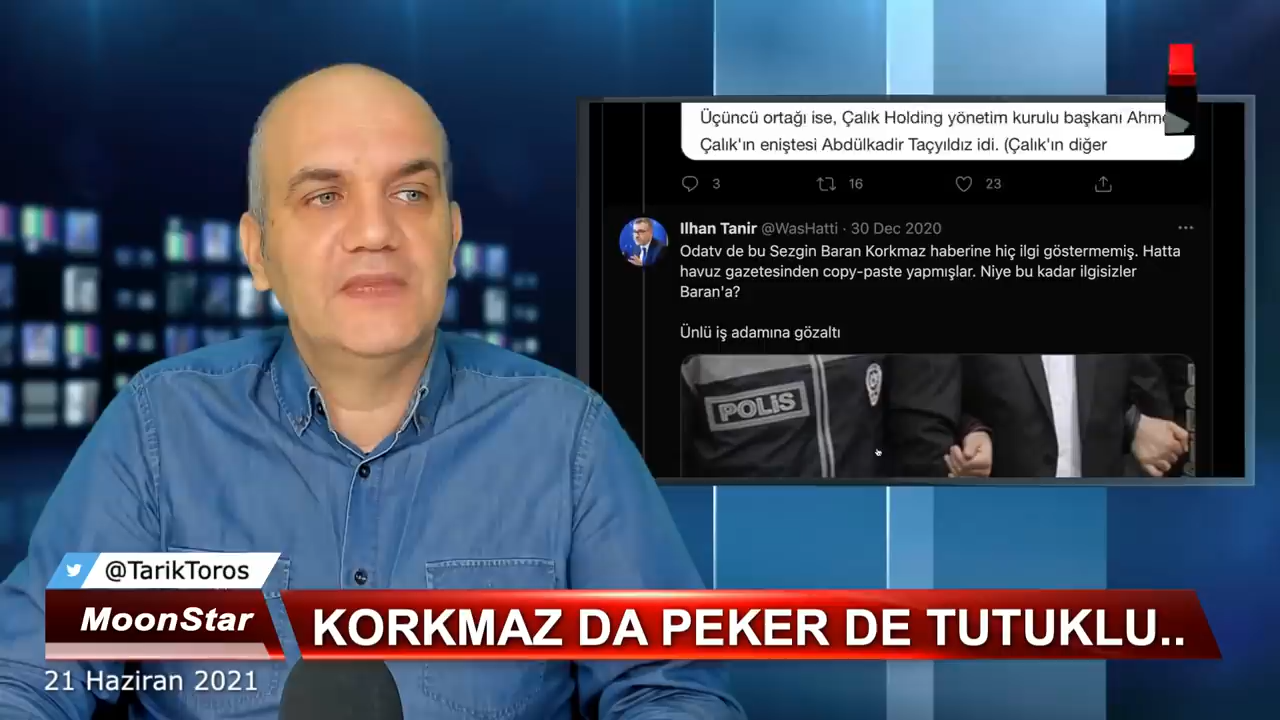 Üçüncü ortağı ise, Çalık Holding yönetim kurulu başkanı Ahme
Çalık'ın eniştesi Abdülkadir Taçyıldız idi. (Çalık'ın diğer
3 16 23
Ilhan Tanir @WasHatti · 30 Dec 2020
Odatv de bu Sezgin Baran Korkmaz haberine hiç ilgi göstermemiş. Hatta
havuz gazetesinden copy-paste yapmışlar. Niye bu kadar ilgisizler
Baran'a?
Ünlü iş adamına gözaltı
POLİS
@TarikToros
MoonStar
KORKMAZ DA PEKER DE TUTUKLU..
21 Haziran 2021